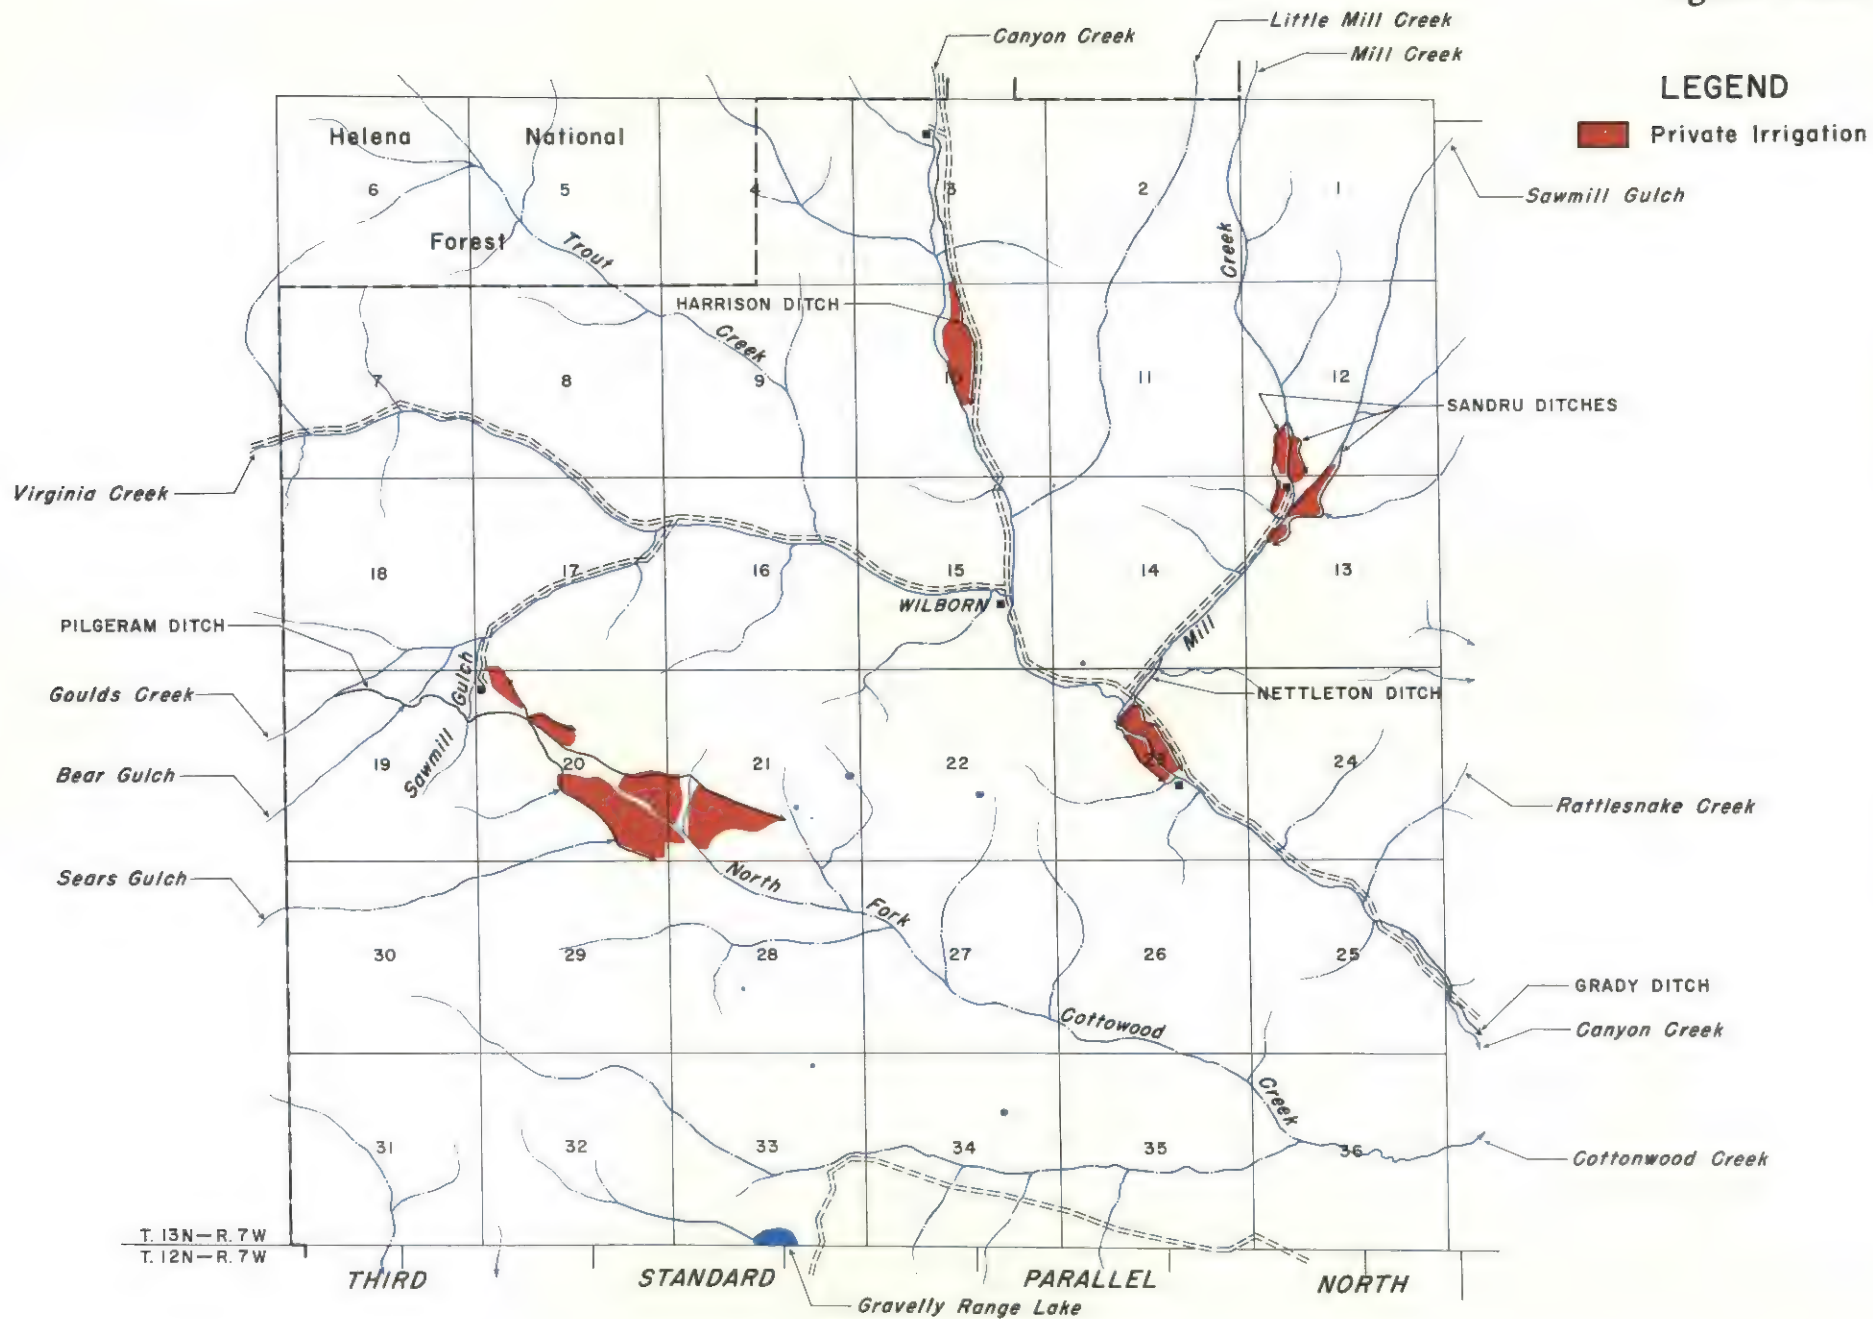 Little Mill Creek
Canyon Creek
Mill Creek
LEGEND
Private Irrigation
Helena National
6 5 4 3 2 1
Forest
Sawmill Gulch
Trout
Creek
HARRISON DITCH
Creek
7 8 9 10 11 12
SANDRU DITCHES
Virginia Creek
18 17 16 15 14 13
WILBORN
PILGERAM DITCH
Mill
Gulch
Goulds Creek
NETTLETON DITCH
Sawmill
Bear Gulch
19 20 21 22 23 24
Rattlesnake Creek
Sears Gulch
North
Fork
30 29 28 27 26 25
GRADY DITCH
Cottowood
Canyon Creek
Creek
31 32 33 34 35 36
Cottonwood Creek
T. 13N–R. 7W
T. 12N–R. 7W
THIRD STANDARD PARALLEL NORTH
Gravelly Range Lake